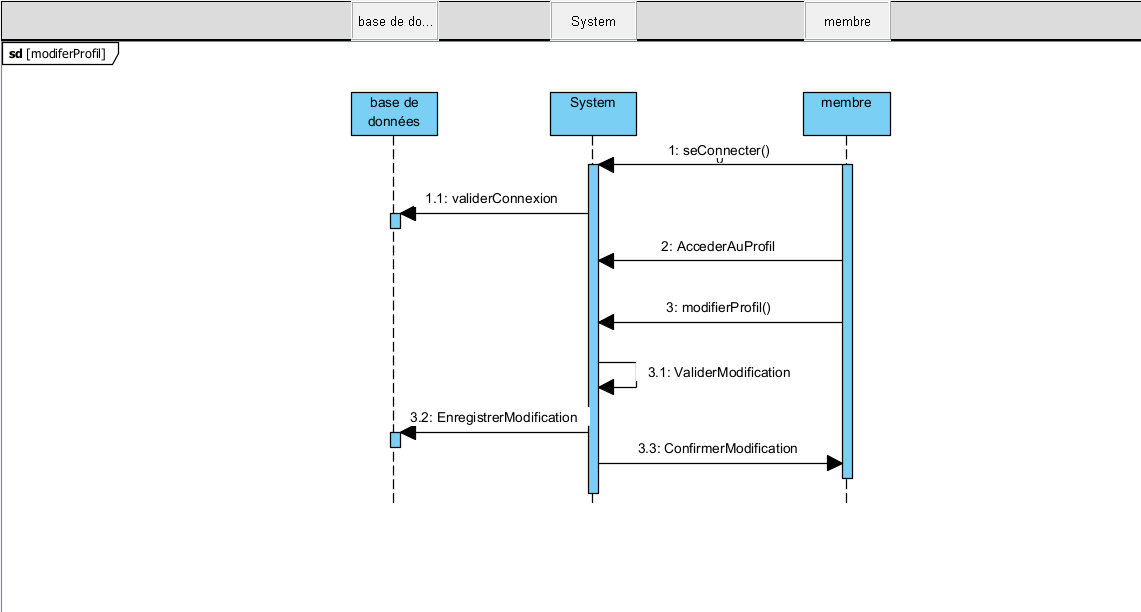 base de do...
System
membre
sd [modiferProfil]
base de
données
System
membre
1: seConnecter()
1.1: validerConnexion
2: AccederAuProfil
3: modifierProfil()
3.1: ValiderModification
3.2: EnregistrerModification
3.3: ConfirmerModification